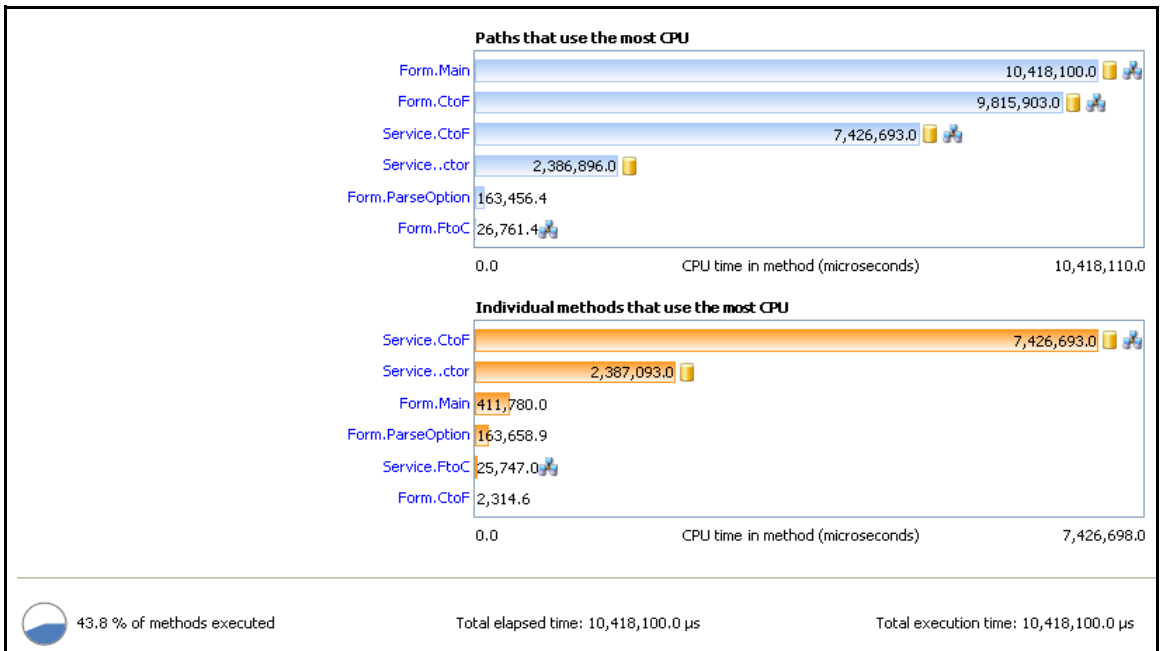 Paths that use the most CPU
Form.Main 10,418,100.0
Form.CtoF 9,815,903.0
Service.CtoF 7,426,693.0
Service..ctor 2,386,896.0
Form.ParseOption 163,456.4
Form.FtoC 26,761.4
0.0 CPU time in method (microseconds) 10,418,110.0
Individual methods that use the most CPU
Service.CtoF 7,426,693.0
Service..ctor 2,387,093.0
Form.Main 411,780.0
Form.ParseOption 163,658.9
Service.FtoC 25,747.0
Form.CtoF 2,314.6
0.0 CPU time in method (microseconds) 7,426,698.0
43.8 % of methods executed Total elapsed time: 10,418,100.0 µs Total execution time: 10,418,100.0 µs